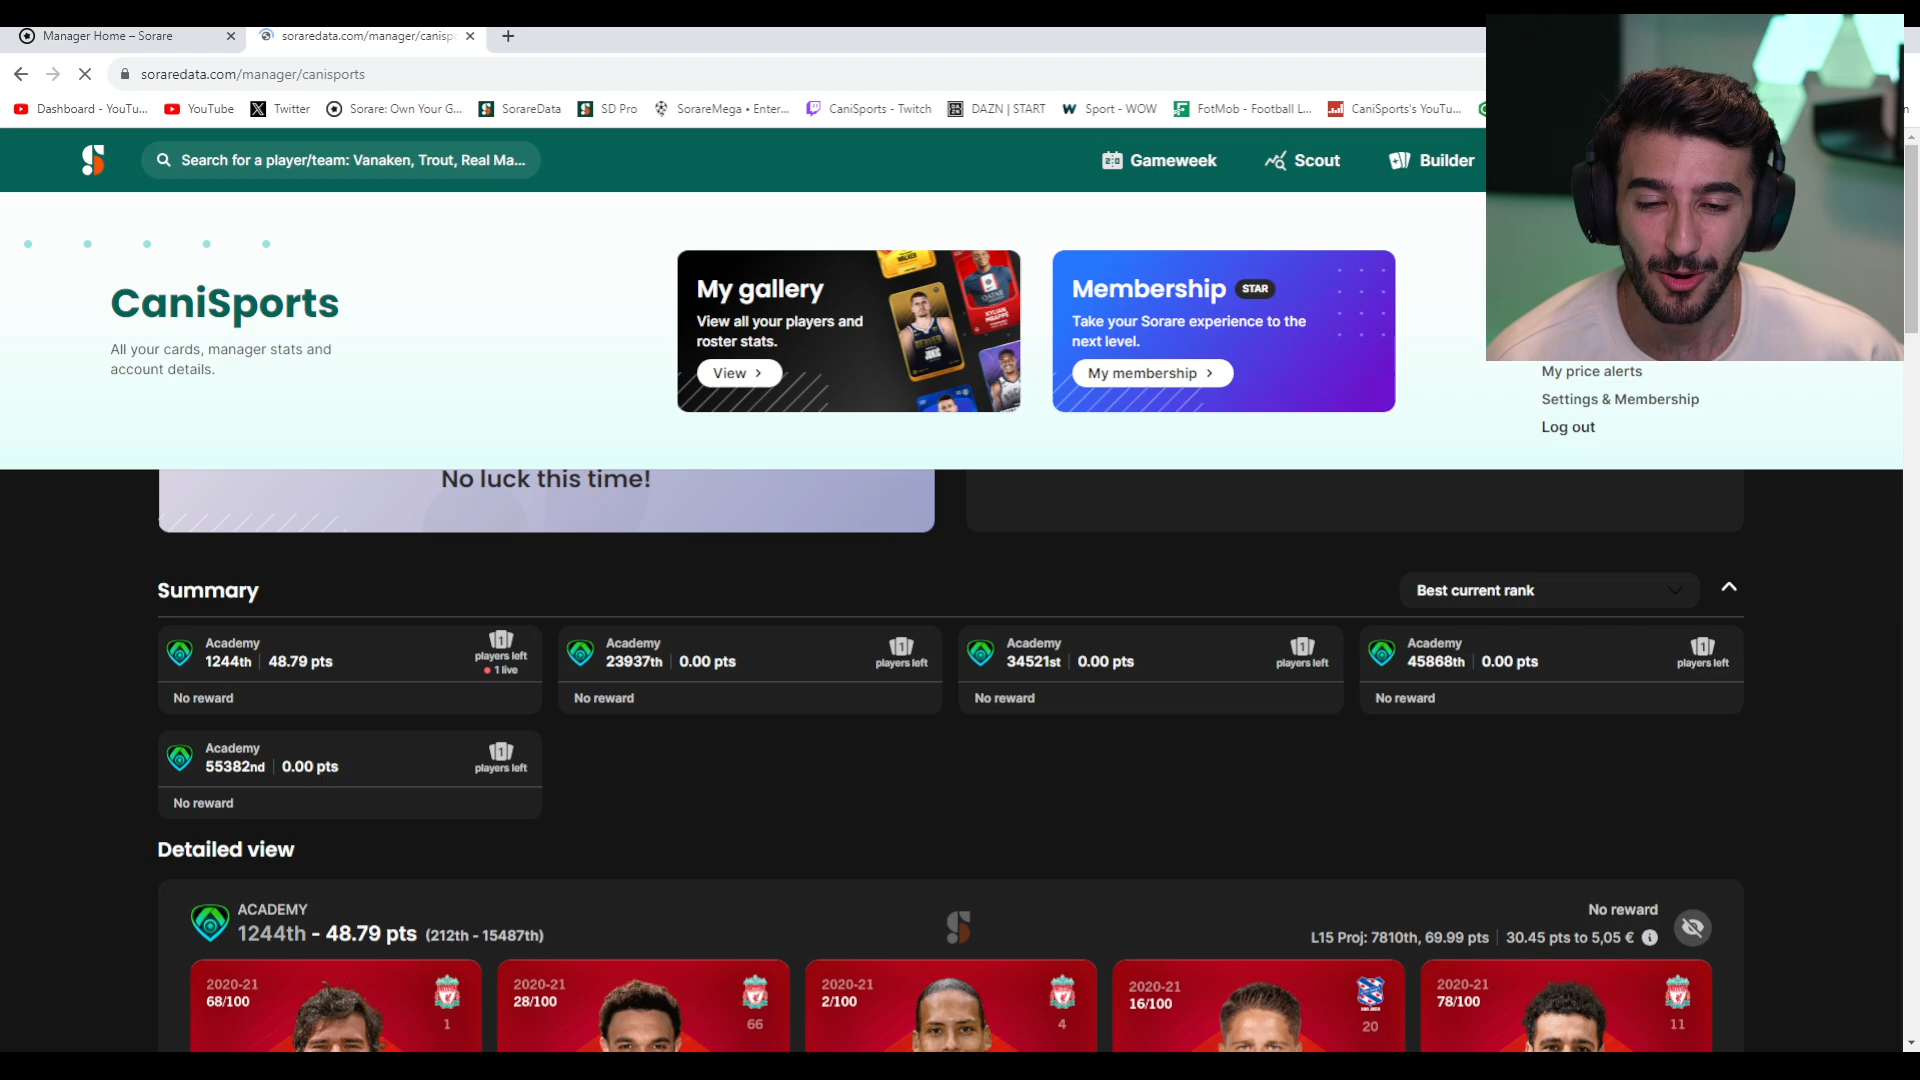 Manager Home – Sorare
soraredata.com/manager/canisp
soraredata.com/manager/canisports
Dashboard - YouTu...
YouTube
Twitter
Sorare: Own Your G...
SorareData
SD Pro
SorareMega • Enter...
CaniSports - Twitch
DAZN | START
Sport - WOW
FotMob - Football L...
CaniSports's YouTu...
Search for a player/team: Vanaken, Trout, Real Ma...
Gameweek
Scout
Builder
CaniSports
All your cards, manager stats and
account details.
My gallery
View all your players and
roster stats.
View
Membership STAR
Take your Sorare experience to the
next level.
My membership
My price alerts
Settings & Membership
Log out
No luck this time!
Summary
Best current rank
Academy
1244th | 48.79 pts
1
players left
1 live
No reward
Academy
23937th | 0.00 pts
1
players left
No reward
Academy
34521st | 0.00 pts
1
players left
No reward
Academy
45868th | 0.00 pts
1
players left
No reward
Academy
55382nd | 0.00 pts
1
players left
No reward
Detailed view
ACADEMY
1244th - 48.79 pts (212th - 15487th)
No reward
L15 Proj: 7810th, 69.99 pts | 30.45 pts to 5,05 €
2020-21
68/100
1
2020-21
28/100
66
2020-21
2/100
4
2020-21
16/100
20
2020-21
78/100
11